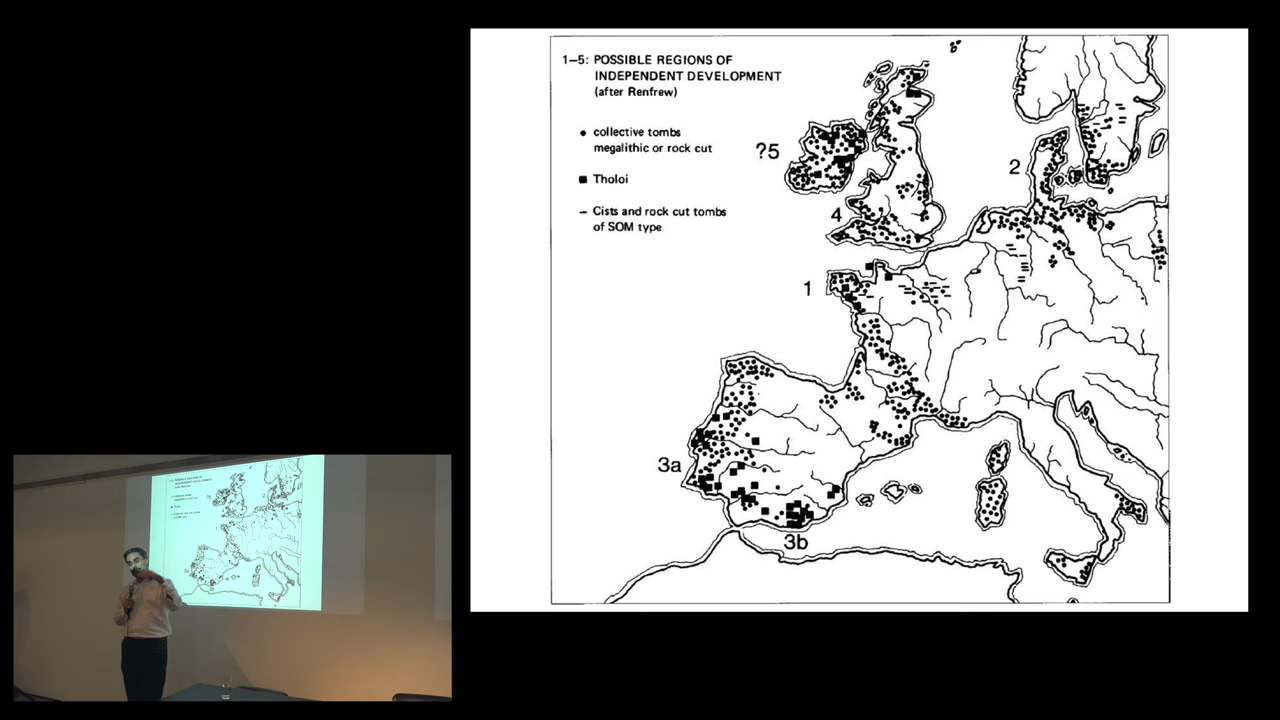 1–5: POSSIBLE REGIONS OF
INDEPENDENT DEVELOPMENT
(after Renfrew)
• collective tombs
megalithic or rock cut
■ Tholoi
– Cists and rock cut tombs
of SOM type
?5
2
4
1
3a
3b